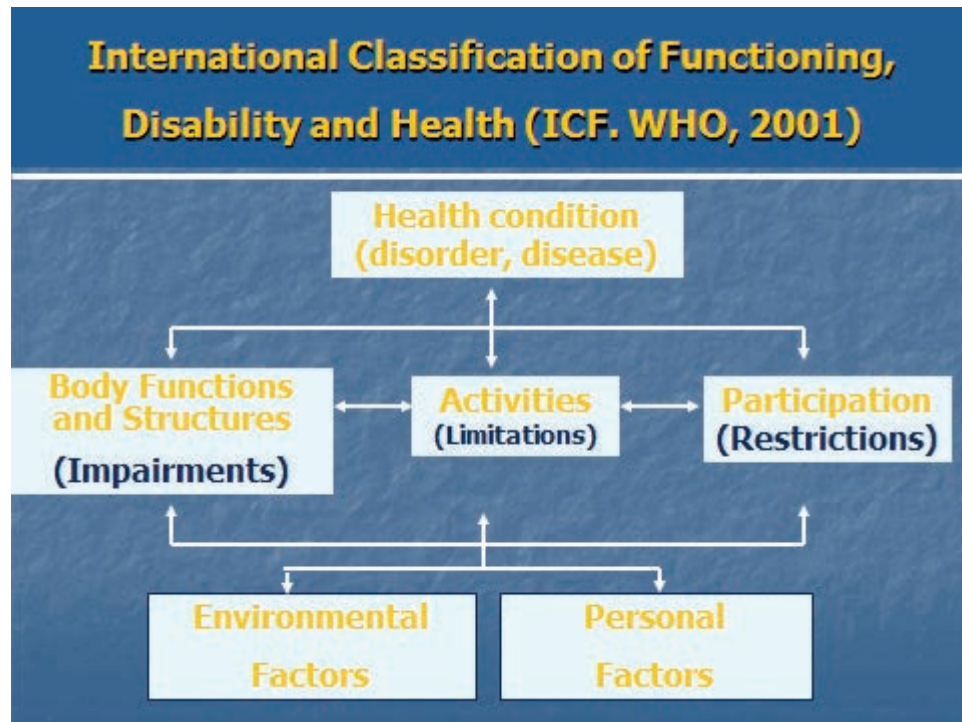 International Classification of Functioning,
Disability and Health (ICF. WHO, 2001)
Health condition
(disorder, disease)
Body Functions
and Structures
(Impairments)
Activities
(Limitations)
Participation
(Restrictions)
Environmental
Factors
Personal
Factors